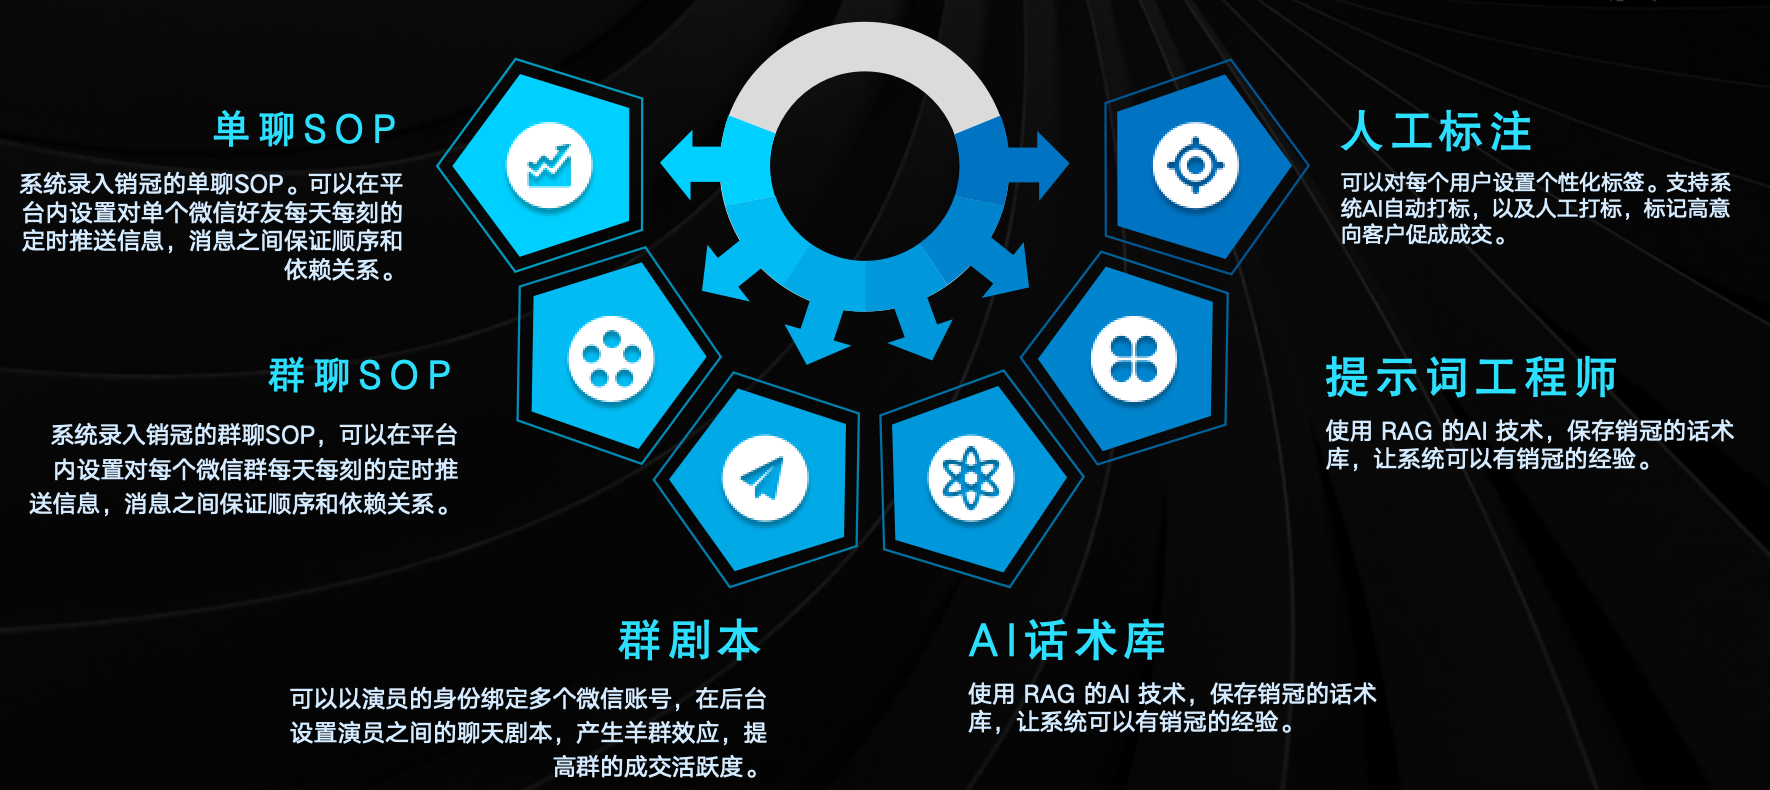 单聊SOP
系统录入销冠的单聊SOP。可以在平
台内设置对单个微信好友每天每刻的
定时推送信息，消息之间保证顺序和
依赖关系。
群聊SOP
系统录入销冠的群聊SOP，可以在平台
内设置对每个微信群每天每刻的定时推
送信息，消息之间保证顺序和依赖关系。
群剧本
可以以演员的身份绑定多个微信账号，在后台
设置演员之间的聊天剧本，产生羊群效应，提
高群的成交活跃度。
AI话术库
使用 RAG 的AI 技术，保存销冠的话术
库，让系统可以有销冠的经验。
提示词工程师
使用 RAG 的AI 技术，保存销冠的话术
库，让系统可以有销冠的经验。
人工标注
可以对每个用户设置个性化标签。支持系
统AI自动打标，以及人工打标，标记高意
向客户促成成交。